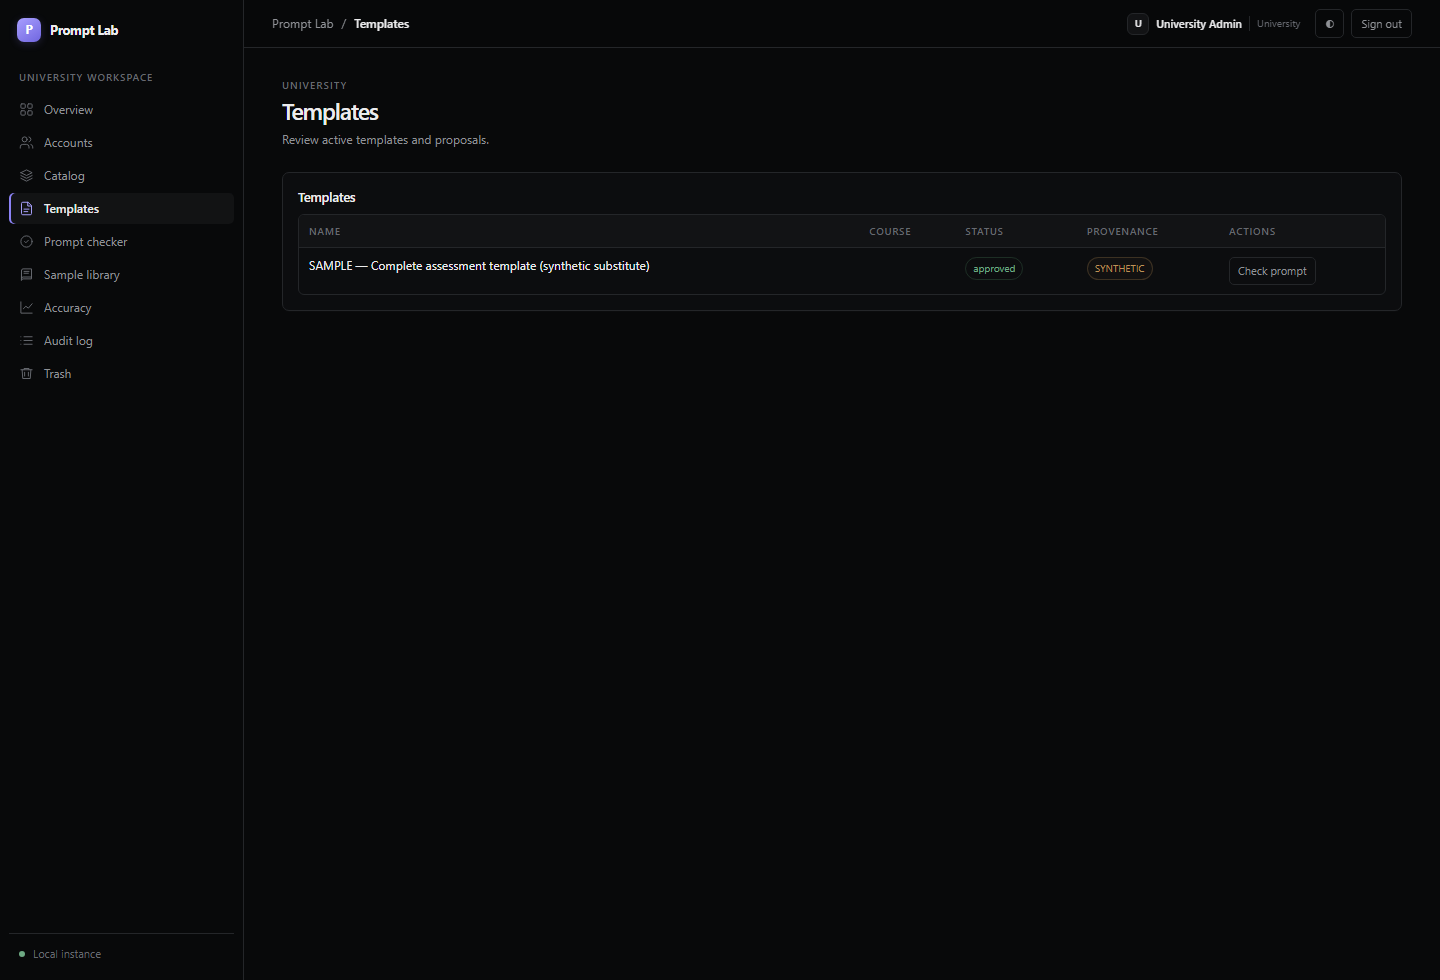 P Prompt Lab
UNIVERSITY WORKSPACE
Overview
Accounts
Catalog
Templates
Prompt checker
Sample library
Accuracy
Audit log
Trash
Local instance
Prompt Lab / Templates
U University Admin University Sign out
UNIVERSITY
Templates
Review active templates and proposals.
Templates
NAME COURSE STATUS PROVENANCE ACTIONS
SAMPLE — Complete assessment template (synthetic substitute) approved SYNTHETIC Check prompt